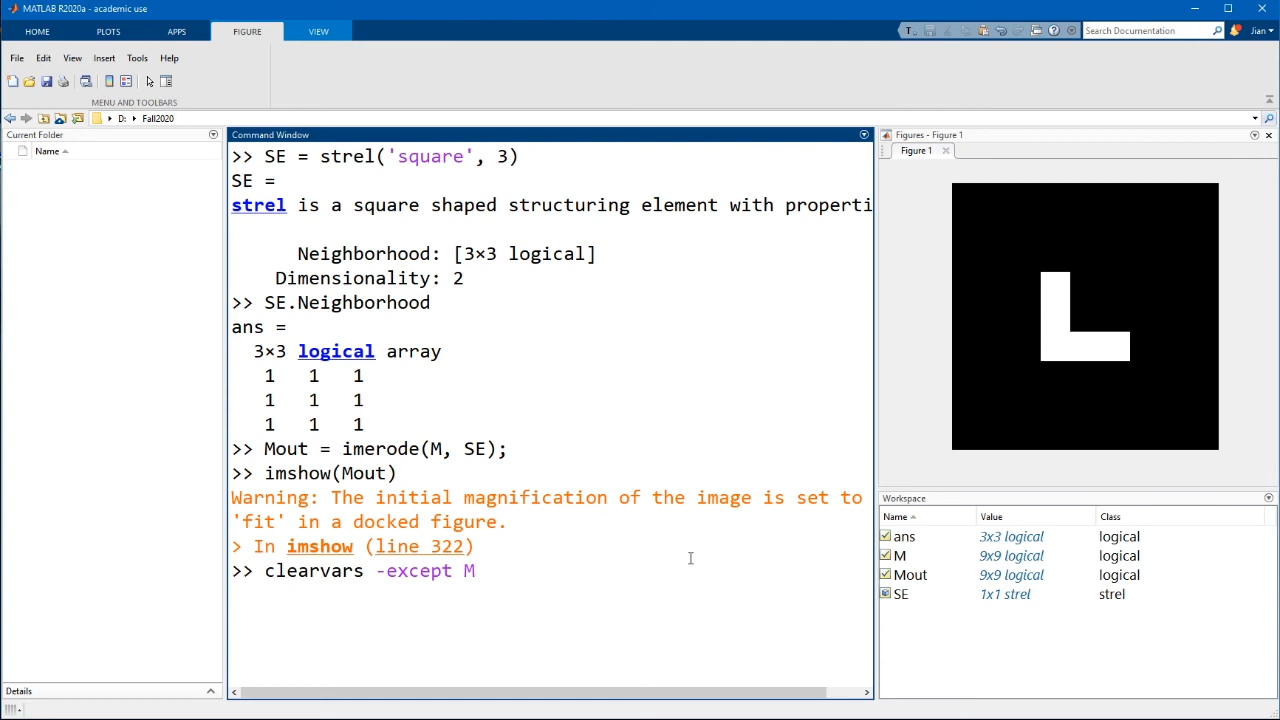 MATLAB R2020a - academic use
HOME PLOTS APPS FIGURE VIEW
Search Documentation
Jian
File Edit View Insert Tools Help
MENU AND TOOLBARS
D: Fall2020
Current Folder
Name
Details
Command Window
>> SE = strel('square', 3)
SE =
strel is a square shaped structuring element with properti
Neighborhood: [3×3 logical]
Dimensionality: 2
>> SE.Neighborhood
ans =
3×3 logical array
1 1 1
1 1 1
1 1 1
>> Mout = imerode(M, SE);
>> imshow(Mout)
Warning: The initial magnification of the image is set to
'fit' in a docked figure.
> In imshow (line 322)
>> clearvars -except M
Figures - Figure 1
Figure 1
Workspace
Name Value Class
ans 3x3 logical logical
M 9x9 logical logical
Mout 9x9 logical logical
SE 1x1 strel strel